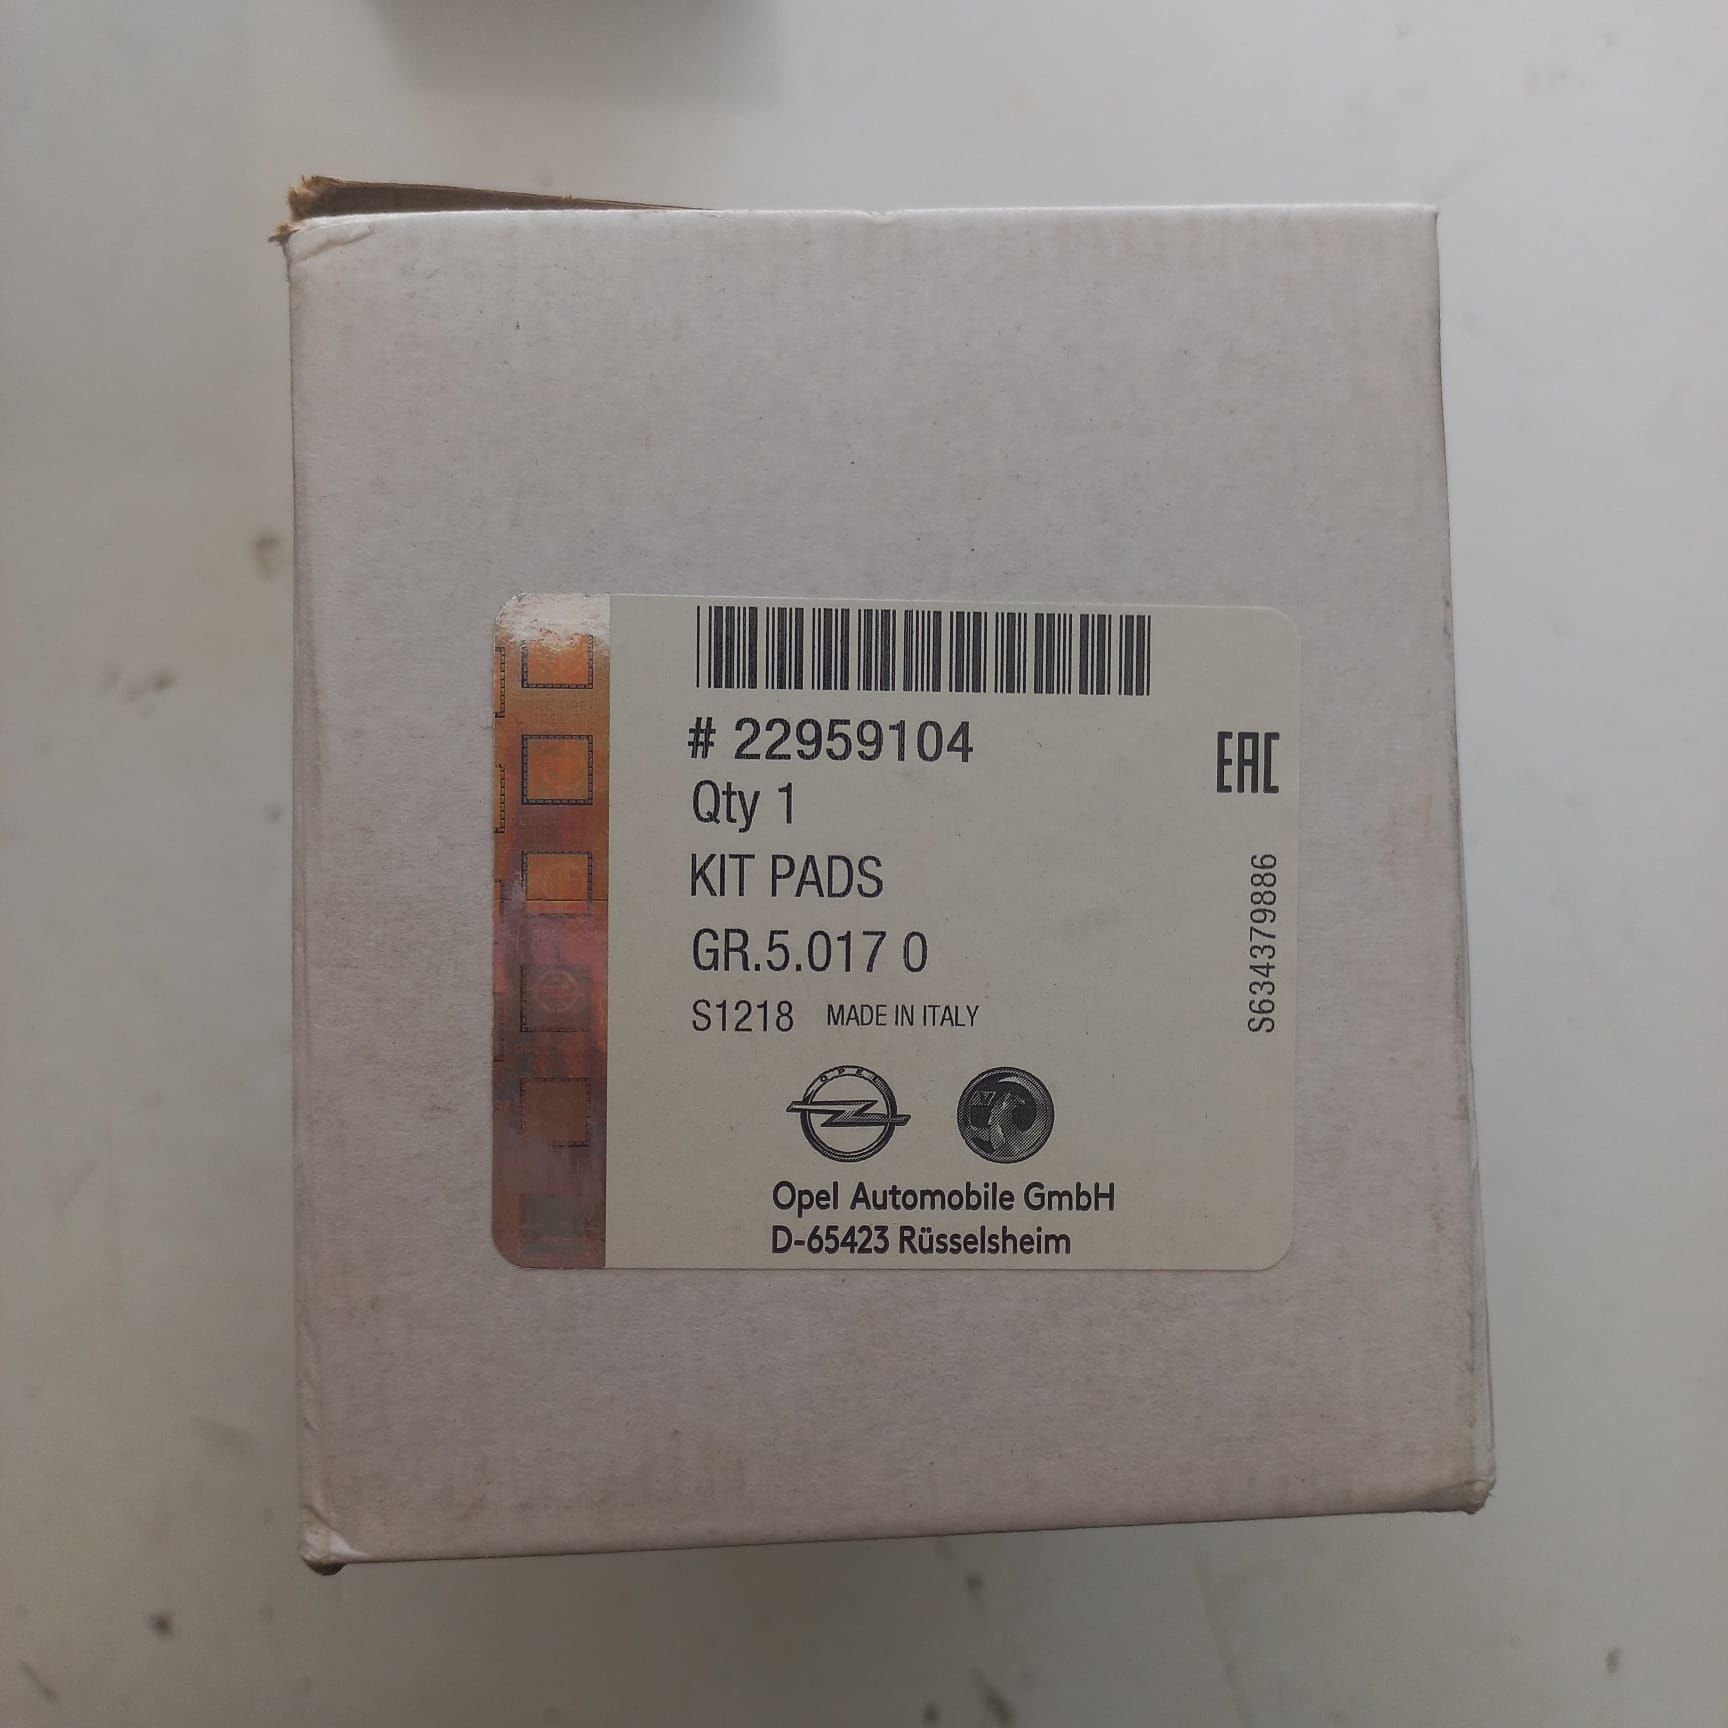 # 22959104
Qty 1
EAC
KIT PADS
GR.5.017 0
S1218 MADE IN ITALY
S634379886
OPEL
Opel Automobile GmbH
D-65423 Rüsselsheim